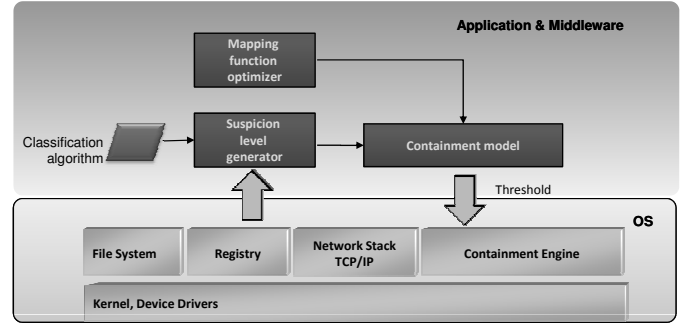 Application & Middleware
Mapping
function
optimizer
Classification
algorithm
Suspicion
level
generator
Containment model
Threshold
OS
File System
Registry
Network Stack
TCP/IP
Containment Engine
Kernel, Device Drivers